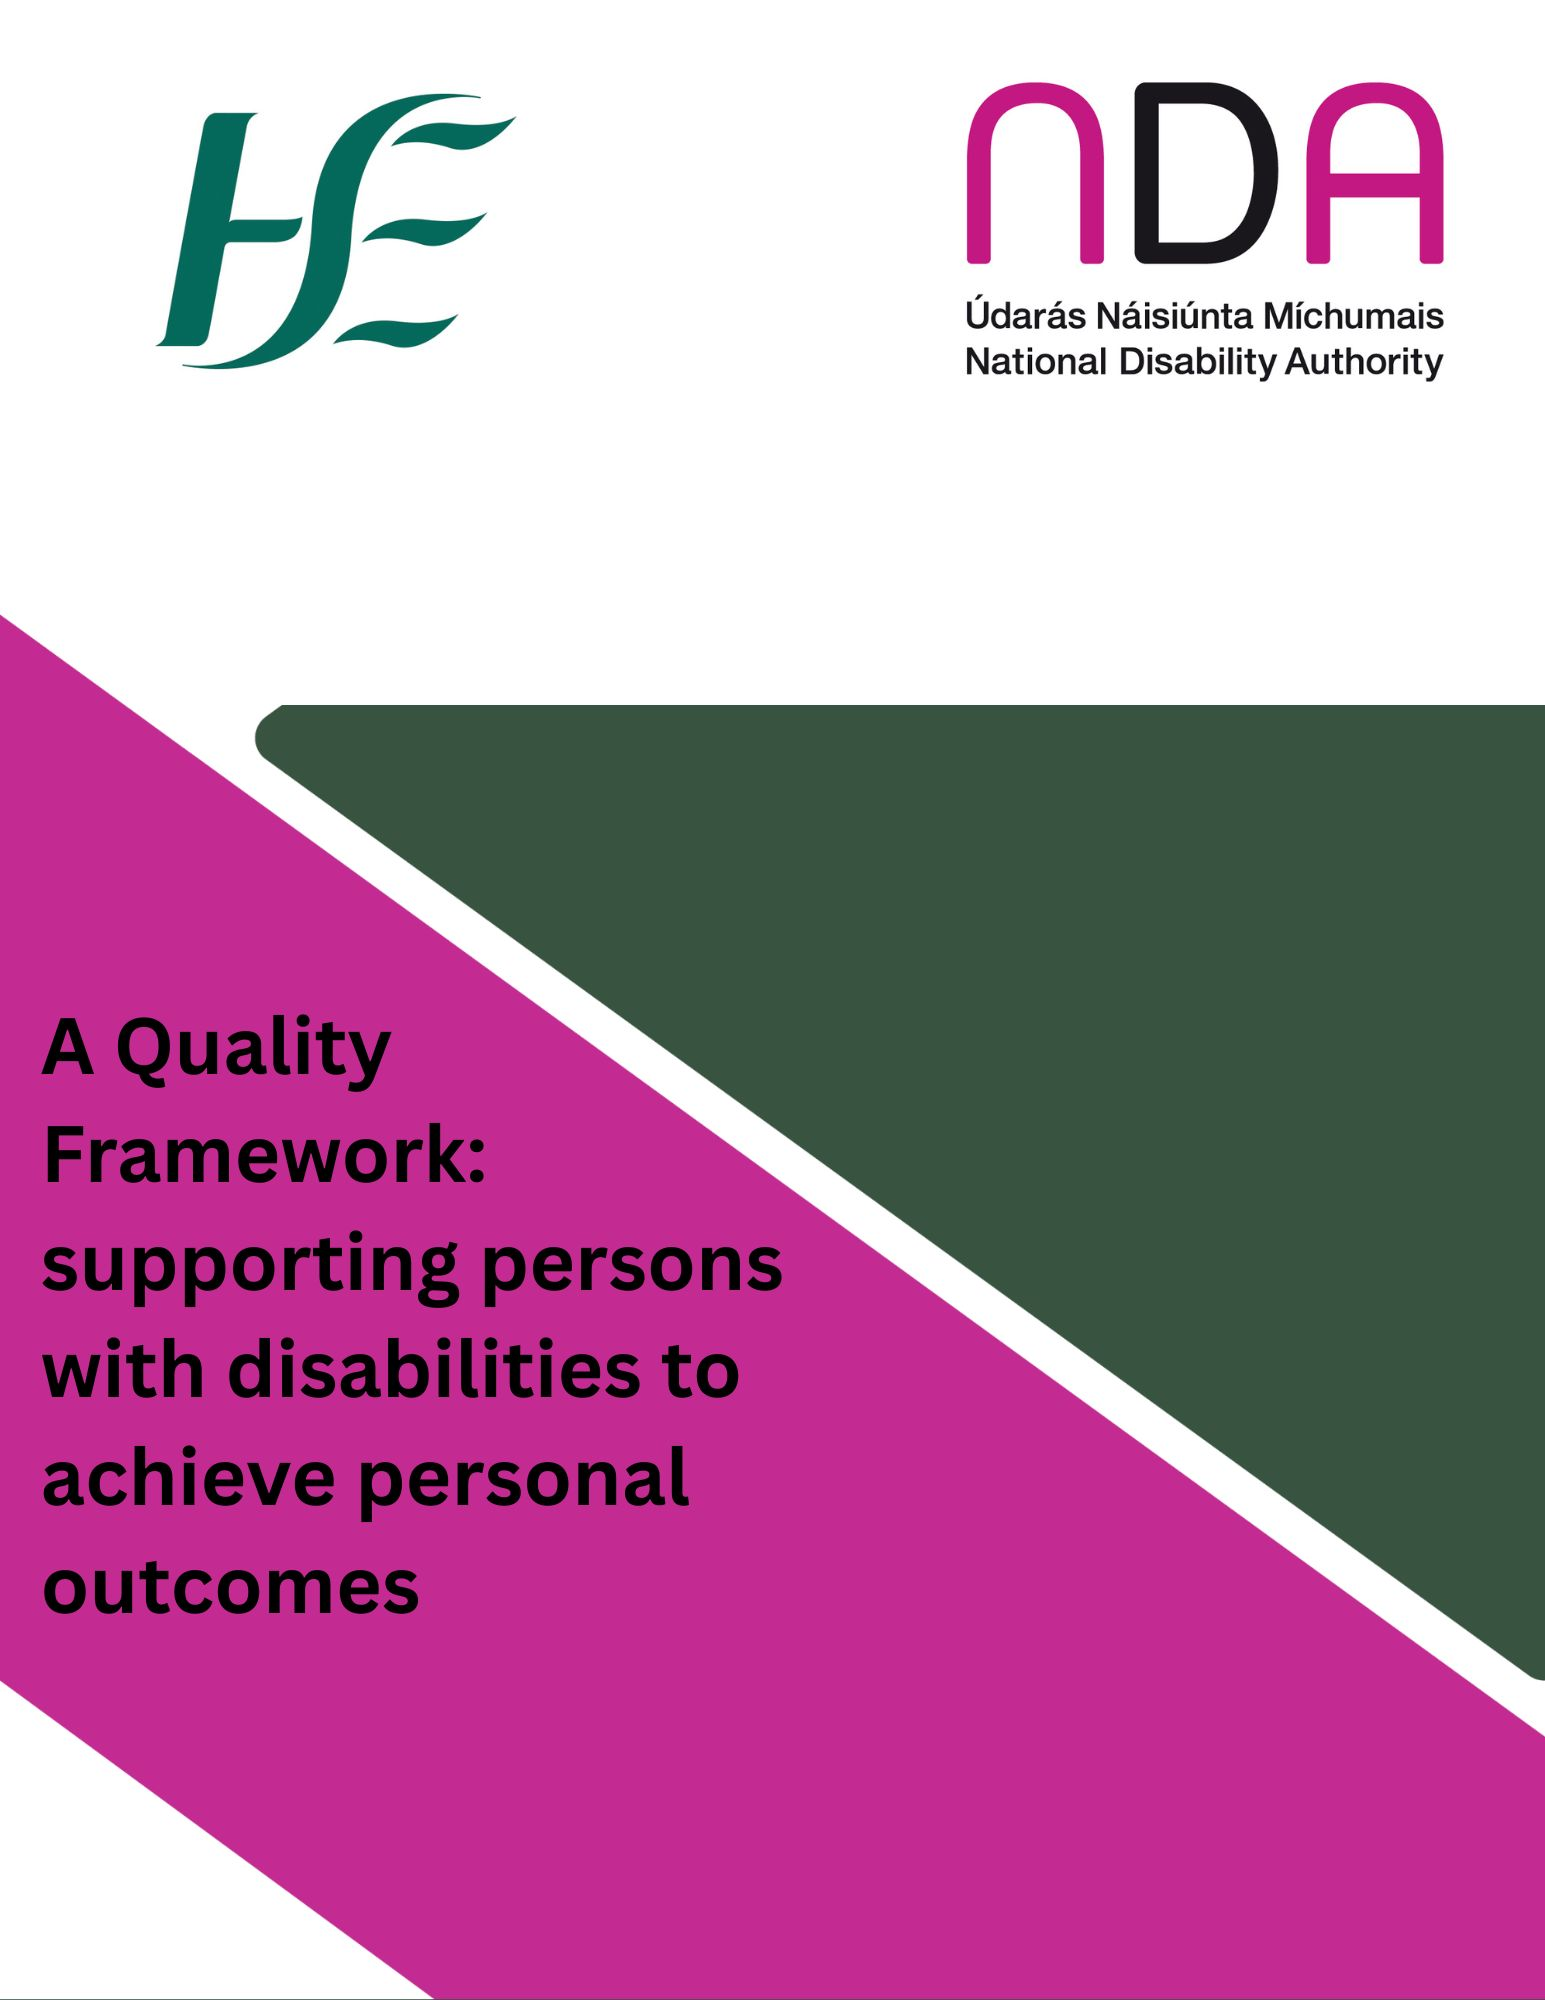 HSE
NDA
Údarás Náisiúnta Míchumais
National Disability Authority
A Quality
Framework:
supporting persons
with disabilities to
achieve personal
outcomes